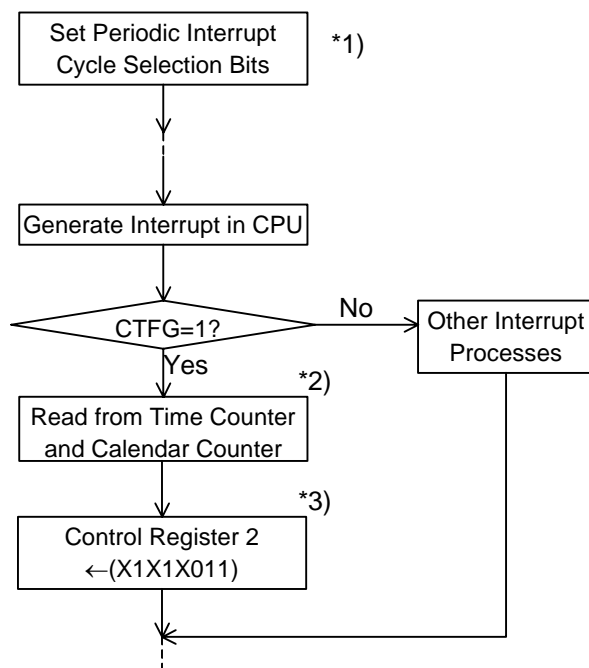 Set Periodic Interrupt
Cycle Selection Bits
*1)
Generate Interrupt in CPU
CTFG=1?
No
Other Interrupt
Processes
Yes
*2)
Read from Time Counter
and Calendar Counter
*3)
Control Register 2
←(X1X1X011)